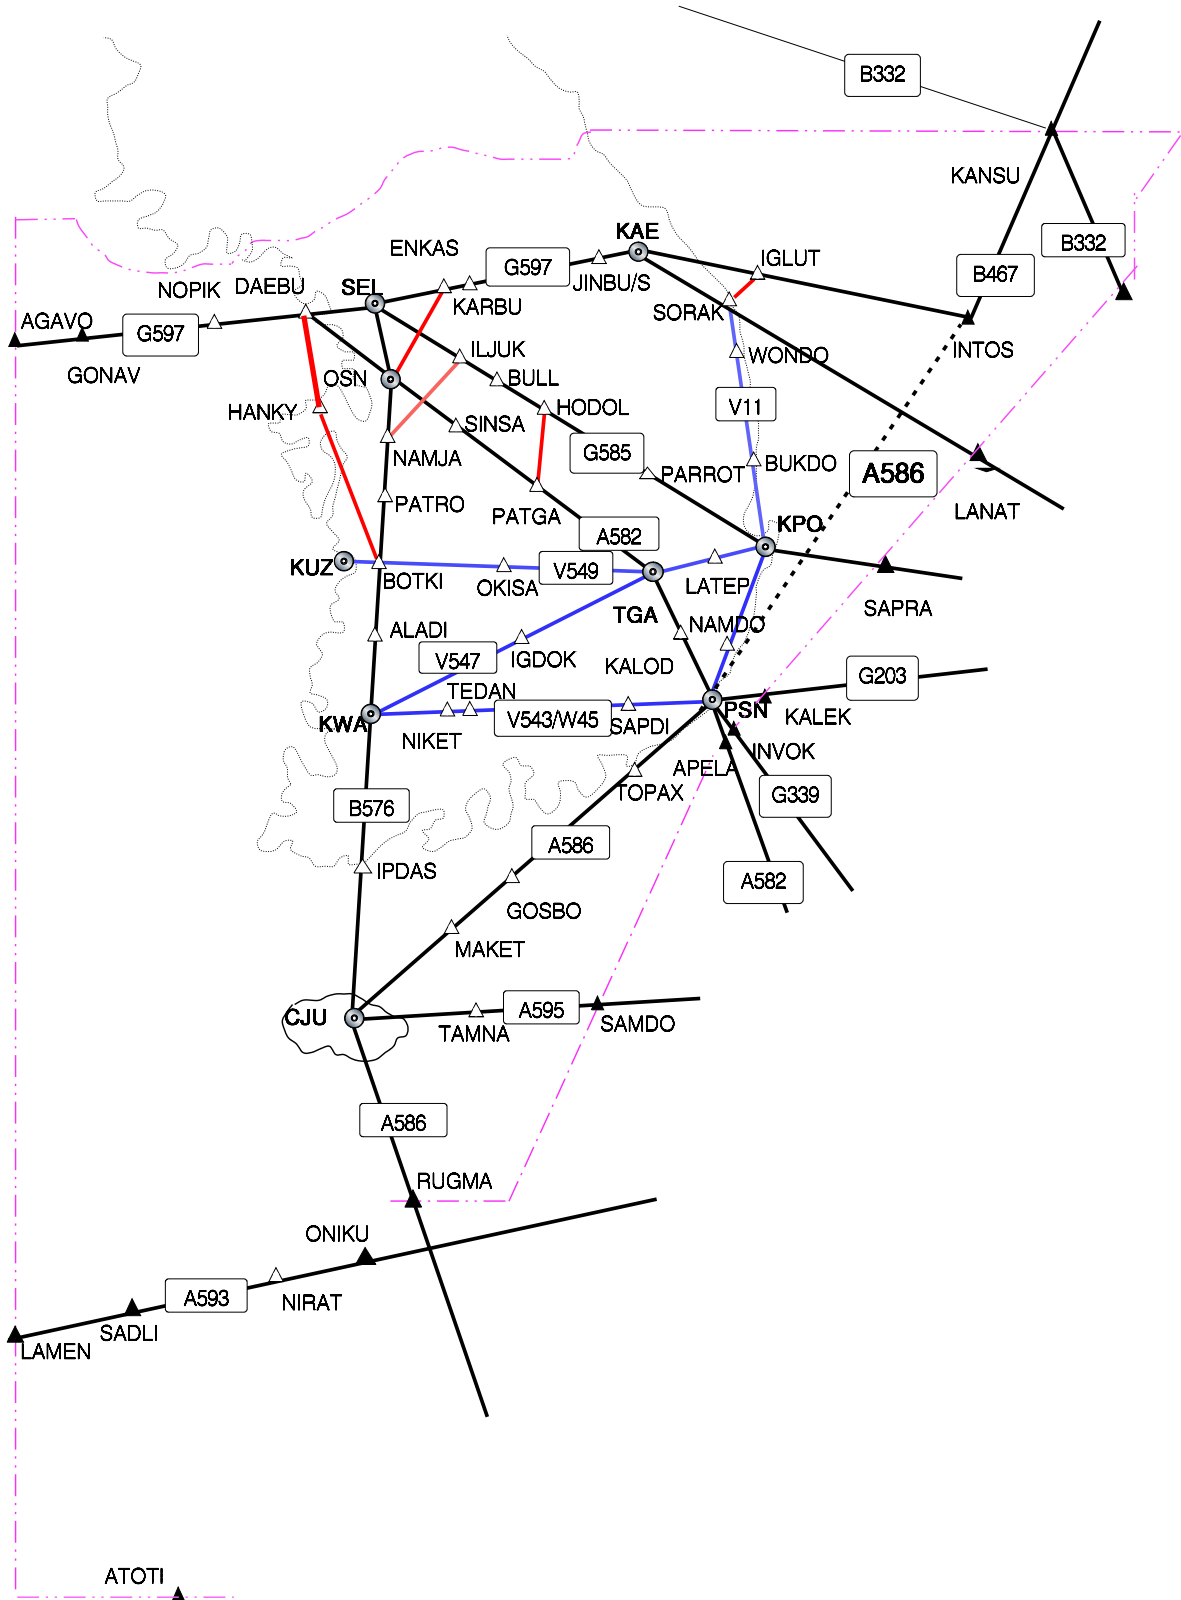 B332
KANSU
KAE
B332
ENKAS
IGLUT
G597
B467
JINBU/S
SEL
DAEBU
NOPIK
KARBU
SORAK
AGAVO
G597
INTOS
ILJUK
WONDO
GONAV
OSN
BULL
HANKY
HODOL
V11
SINSA
G585
NAMJA
BUKDO
PARROT
A586
PATRO
PATGA
LANAT
KPO
A582
KUZ
V549
BOTKI
OKISA
LATEP
SAPRA
TGA
NAMDO
ALADI
V547
IGDOK
KALOD
G203
TEDAN
PSN
KALEK
KWA
V543/W45
SAPDI
NIKET
INVOK
APELA
TOPAX
G339
B576
A586
IPDAS
A582
GOSBO
MAKET
CJU
A595
TAMNA
SAMDO
A586
RUGMA
ONIKU
A593
NIRAT
SADLI
LAMEN
ATOTI